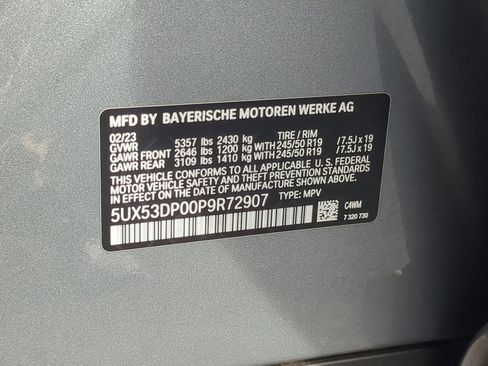 MFD BY BAYERISCHE MOTOREN WERKE AG
02/23
GVWR 5357 lbs 2430 kg TIRE / RIM
GAWR FRONT 2646 lbs 1200 kg WITH 245/50 R19 /7.5J x 19
GAWR REAR 3109 lbs 1410 kg WITH 245/50 R19 /7.5J x 19
THIS VEHICLE CONFORMS TO ALL APPLICABLE U.S. FEDERAL
MOTOR VEHICLE SAFETY STANDARDS
IN EFFECT ON THE DATE OF MANUFACTURE SHOWN ABOVE.
5UX53DP00P9R72907 TYPE: MPV
C4WM
7 320 730